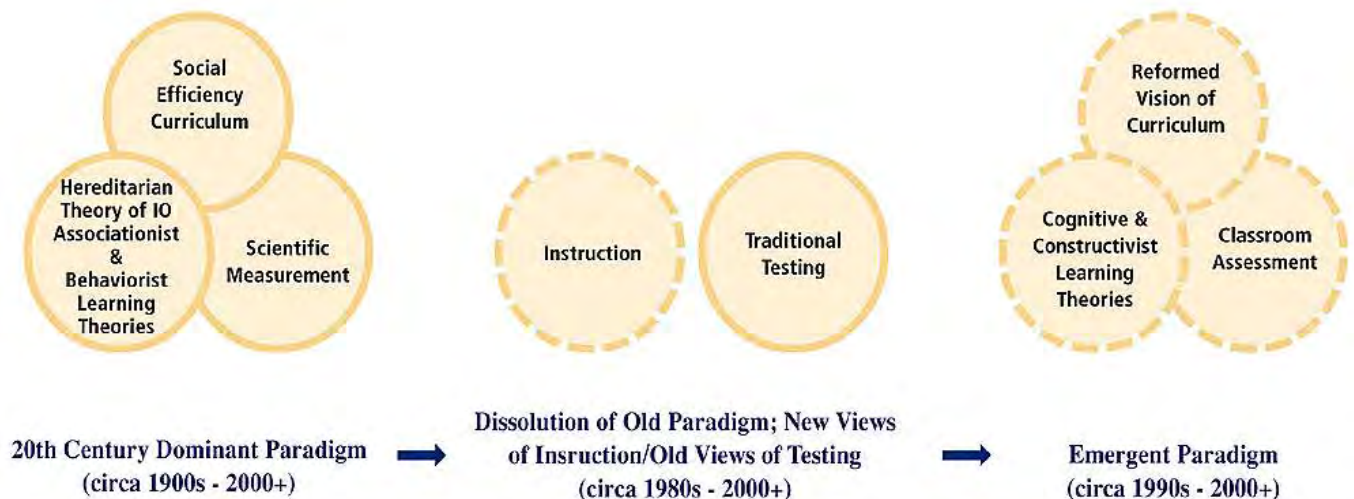 Social
Efficiency
Curriculum
Hereditarian
Theory of IO
Associationist
&
Behaviorist
Learning
Theories
Scientific
Measurement
Instruction
Traditional
Testing
Reformed
Vision of
Curriculum
Cognitive &
Constructivist
Learning
Theories
Classroom
Assessment
20th Century Dominant Paradigm
(circa 1900s - 2000+)
Dissolution of Old Paradigm; New Views
of Insruction/Old Views of Testing
(circa 1980s - 2000+)
Emergent Paradigm
(circa 1990s - 2000+)